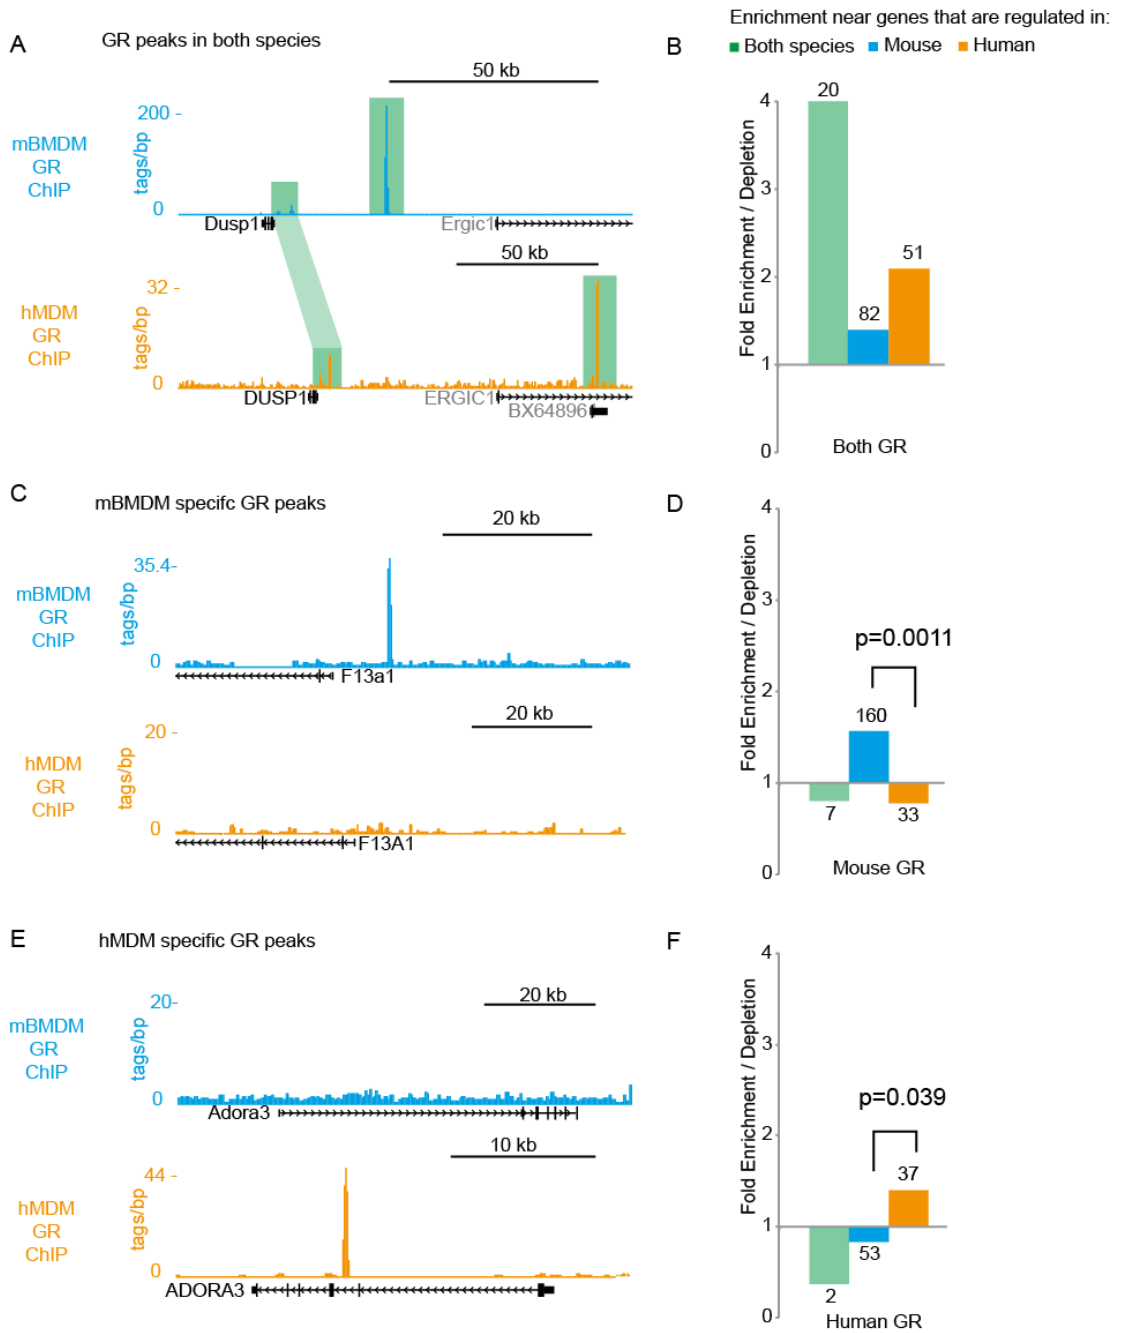 Enrichment near genes that are regulated in:
Both species Mouse Human
A
GR peaks in both species
50 kb
200 -
mBMDM
GR
ChIP
tags/bp
0
Dusp1
Ergic1
50 kb
32 -
hMDM
GR
ChIP
tags/bp
0
DUSP1
ERGIC1
BX64896
B
Fold Enrichment / Depletion
4
3
2
1
0
20
82
51
Both GR
C
mBMDM specifc GR peaks
20 kb
35.4-
mBMDM
GR
ChIP
tags/bp
0
F13a1
20 kb
20 -
hMDM
GR
ChIP
tags/bp
0
F13A1
D
Fold Enrichment / Depletion
4
3
2
1
0
p=0.0011
160
7
33
Mouse GR
E
hMDM specific GR peaks
20 kb
20-
mBMDM
GR
ChIP
tags/bp
0
Adora3
10 kb
44 -
hMDM
GR
ChIP
tags/bp
0
ADORA3
F
Fold Enrichment / Depletion
4
3
2
1
0
p=0.039
37
53
2
Human GR